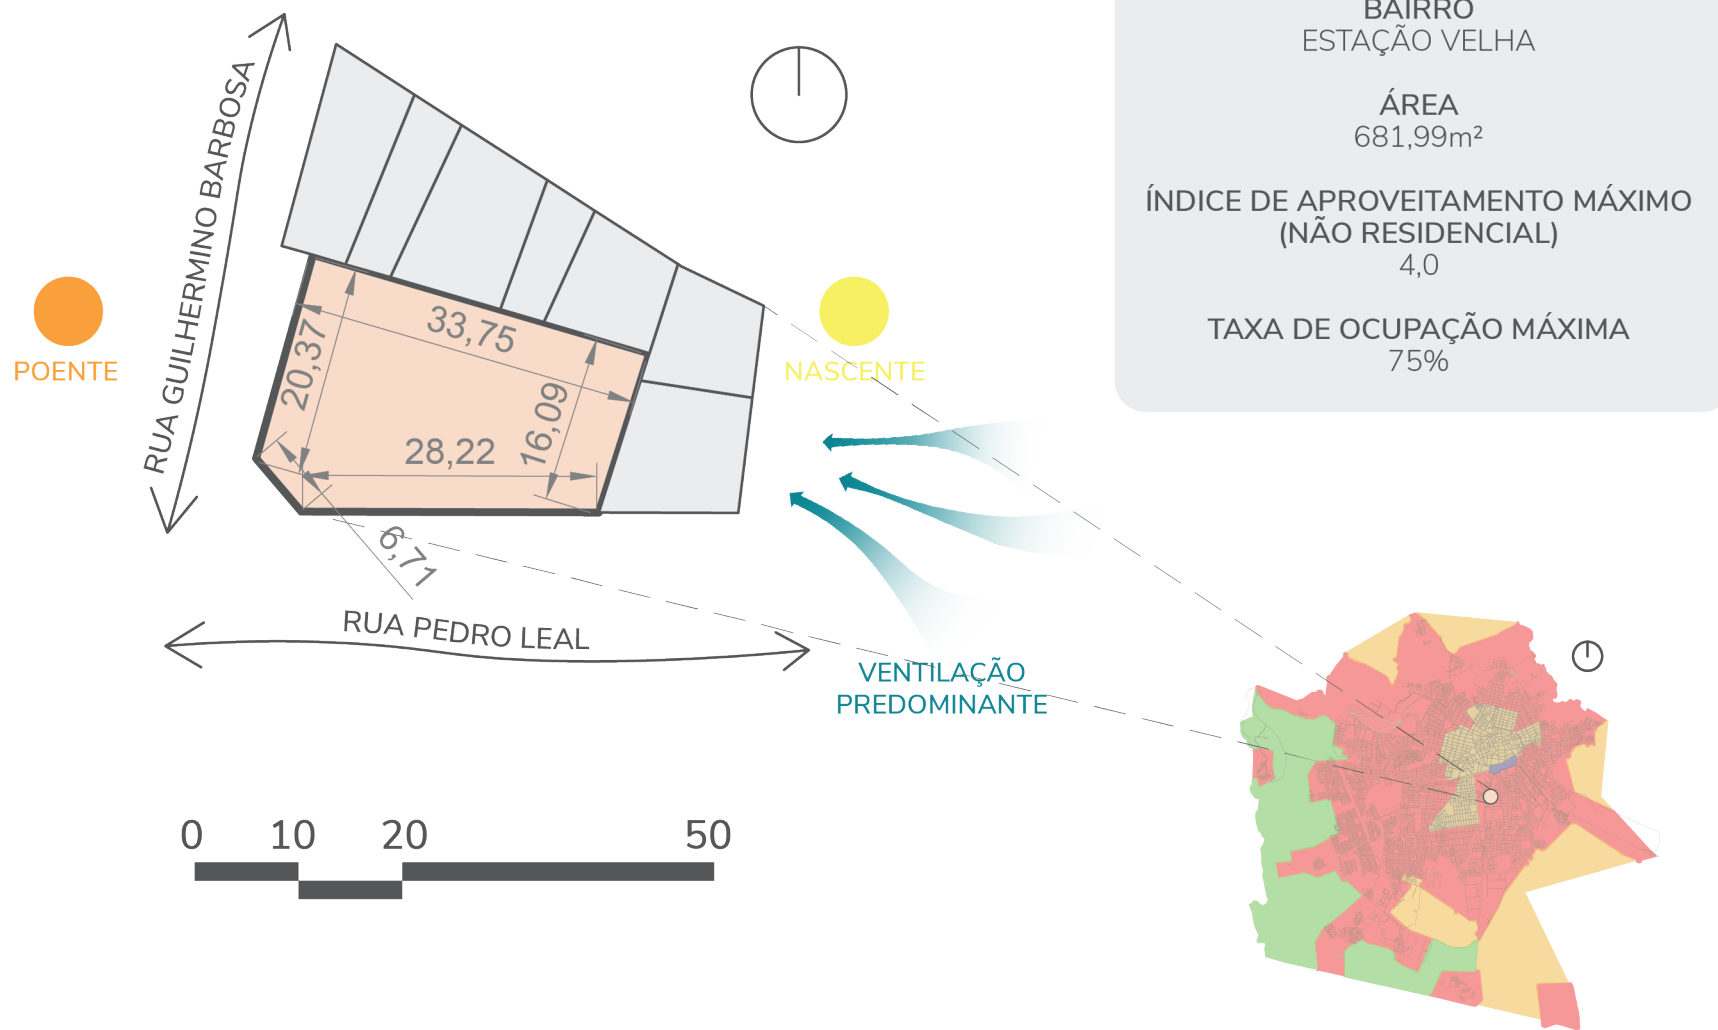 BAIRRO
ESTAÇÃO VELHA
ÁREA
681,99m²
ÍNDICE DE APROVEITAMENTO MÁXIMO
(NÃO RESIDENCIAL)
4,0
TAXA DE OCUPAÇÃO MÁXIMA
75%
RUA GUILHERMINO BARBOSA
POENTE
NASCENTE
33,75
20,37
16,09
28,22
6,71
RUA PEDRO LEAL
VENTILAÇÃO
PREDOMINANTE
0 10 20 50